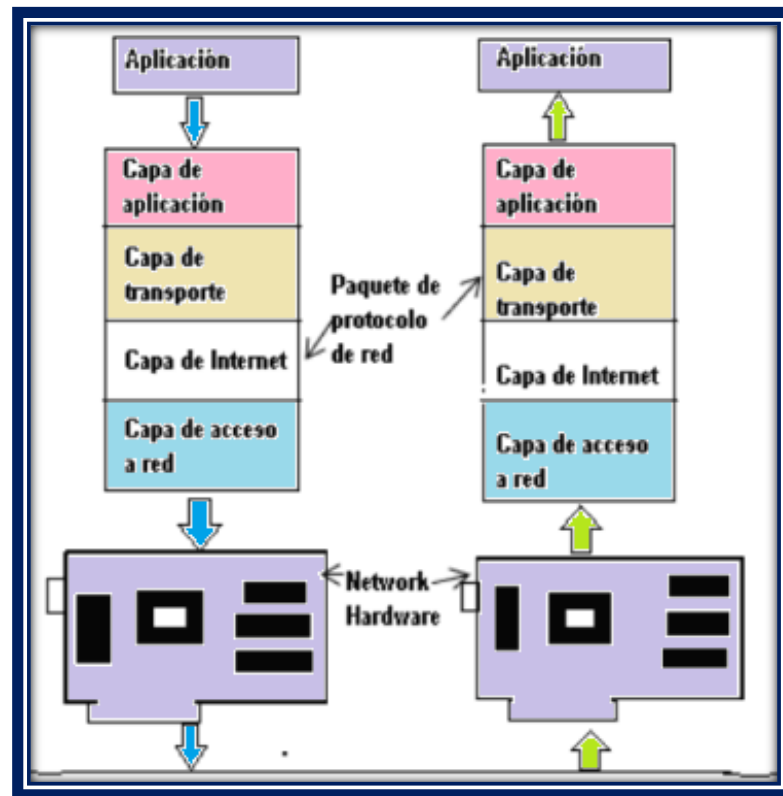 Aplicación
Capa de
aplicación
Capa de
transporte
Capa de Internet
Capa de acceso
a red
Paquete de
protocolo
de red
Network
Hardware
Aplicación
Capa de
aplicación
Capa de
transporte
Capa de Internet
Capa de acceso
a red